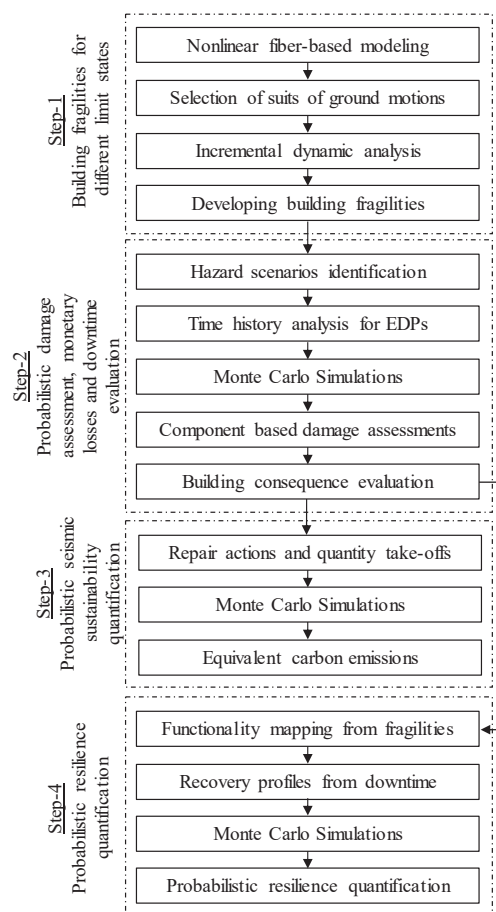 Step-1
Building fragilities for
different limit states
Nonlinear fiber-based modeling
Selection of suits of ground motions
Incremental dynamic analysis
Developing building fragilities
Step-2
Probabilistic damage
assessment, monetary
losses and downtime
evaluation
Hazard scenarios identification
Time history analysis for EDPs
Monte Carlo Simulations
Component based damage assessments
Building consequence evaluation
Step-3
Probabilistic seismic
sustainability
quantification
Repair actions and quantity take-offs
Monte Carlo Simulations
Equivalent carbon emissions
Step-4
Probabilistic resilience
quantification
Functionality mapping from fragilities
Recovery profiles from downtime
Monte Carlo Simulations
Probabilistic resilience quantification